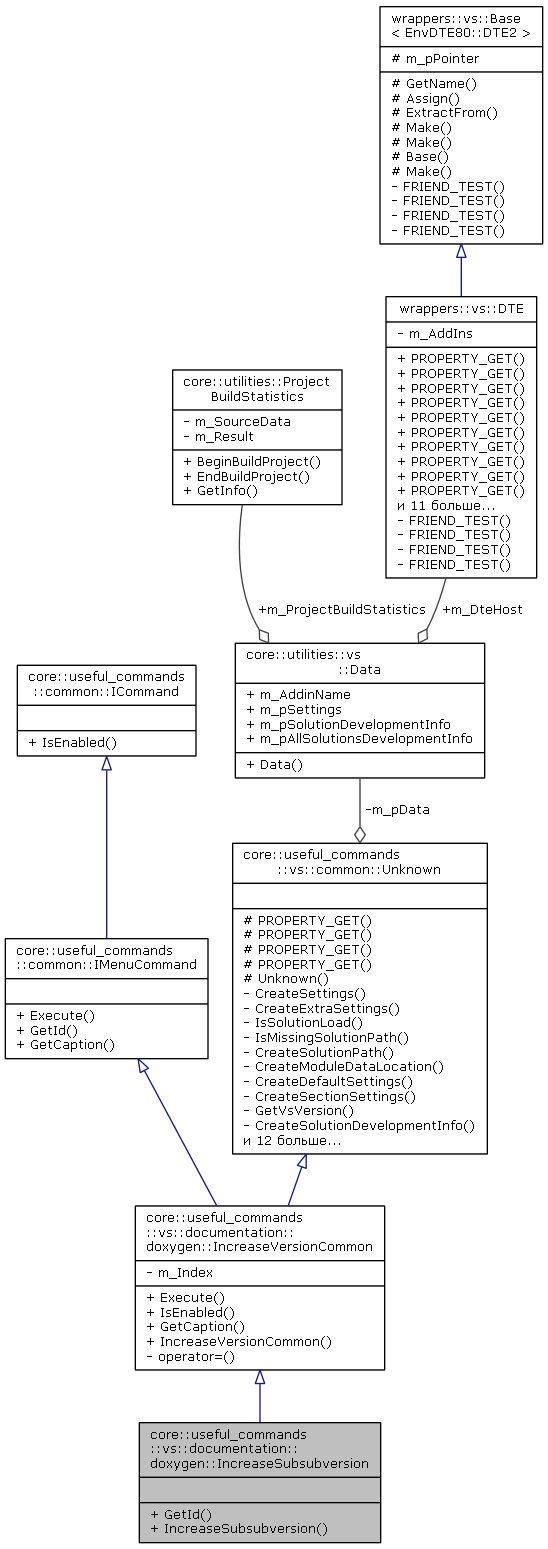 wrappers::vs::Base
< EnvDTE80::DTE2 >
# m_pPointer
# GetName()
# Assign()
# ExtractFrom()
# Make()
# Make()
# Base()
# Make()
- FRIEND_TEST()
- FRIEND_TEST()
- FRIEND_TEST()
- FRIEND_TEST()
wrappers::vs::DTE
- m_AddIns
+ PROPERTY_GET()
+ PROPERTY_GET()
+ PROPERTY_GET()
+ PROPERTY_GET()
+ PROPERTY_GET()
+ PROPERTY_GET()
+ PROPERTY_GET()
+ PROPERTY_GET()
+ PROPERTY_GET()
+ PROPERTY_GET()
и 11 больше...
- FRIEND_TEST()
- FRIEND_TEST()
- FRIEND_TEST()
- FRIEND_TEST()
core::utilities::Project
BuildStatistics
- m_SourceData
- m_Result
+ BeginBuildProject()
+ EndBuildProject()
+ GetInfo()
+m_ProjectBuildStatistics
+m_DteHost
core::utilities::vs
::Data
+ m_AddinName
+ m_pSettings
+ m_pSolutionDevelopmentInfo
+ m_pAllSolutionsDevelopmentInfo
+ Data()
core::useful_commands
::common::ICommand
+ IsEnabled()
-m_pData
core::useful_commands
::vs::common::Unknown
# PROPERTY_GET()
# PROPERTY_GET()
# PROPERTY_GET()
# PROPERTY_GET()
# Unknown()
- CreateSettings()
- CreateExtraSettings()
- IsSolutionLoad()
- IsMissingSolutionPath()
- CreateSolutionPath()
- CreateModuleDataLocation()
- CreateDefaultSettings()
- CreateSectionSettings()
- GetVsVersion()
- CreateSolutionDevelopmentInfo()
и 12 больше...
core::useful_commands
::common::IMenuCommand
+ Execute()
+ GetId()
+ GetCaption()
core::useful_commands
::vs::documentation::
doxygen::IncreaseVersionCommon
- m_Index
+ Execute()
+ IsEnabled()
+ GetCaption()
+ IncreaseVersionCommon()
- operator=()
core::useful_commands
::vs::documentation::
doxygen::IncreaseSubsubversion
+ GetId()
+ IncreaseSubsubversion()